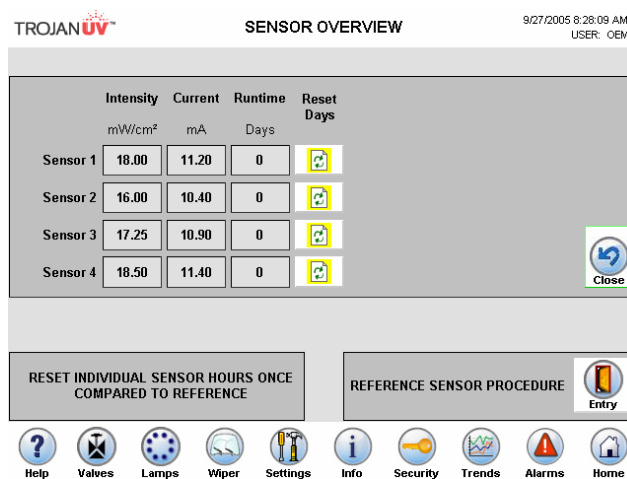 TROJANUV™ SENSOR OVERVIEW 9/27/2005 8:28:09 AM
USER: OEM
Intensity Current Runtime Reset
Days
mW/cm² mA Days
Sensor 1 18.00 11.20 0
Sensor 2 16.00 10.40 0
Sensor 3 17.25 10.90 0
Sensor 4 18.50 11.40 0
Close
RESET INDIVIDUAL SENSOR HOURS ONCE
COMPARED TO REFERENCE
REFERENCE SENSOR PROCEDURE
Entry
Help Valves Lamps Wiper Settings Info Security Trends Alarms Home